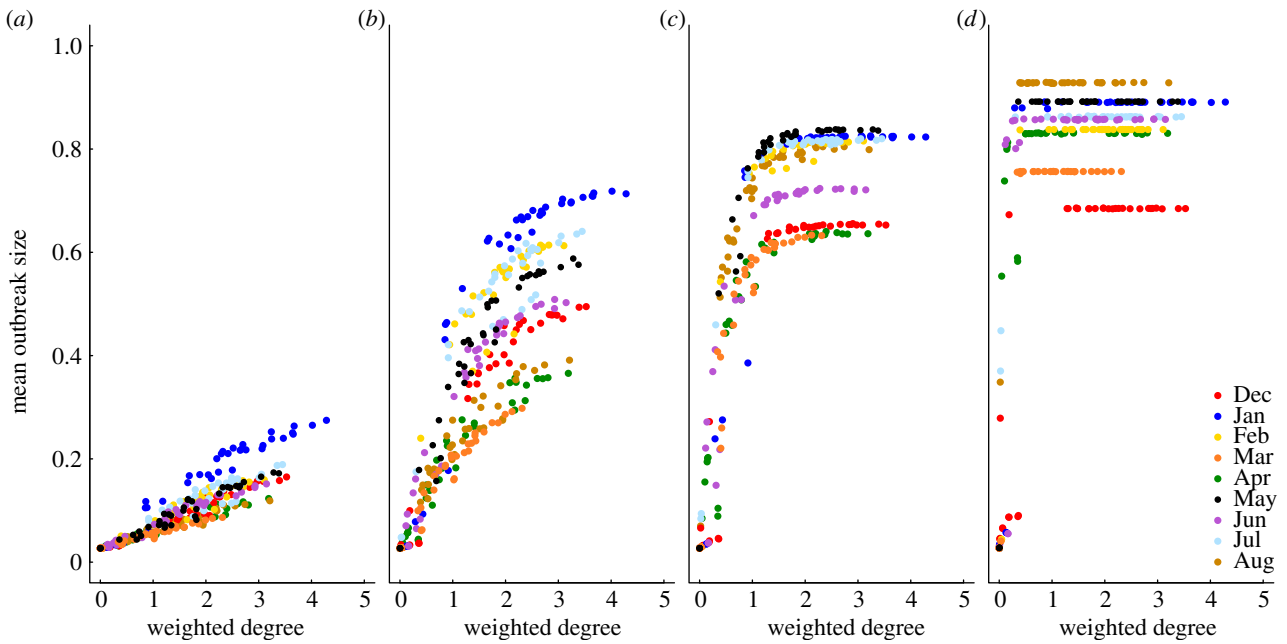 (a) (b) (c) (d)
mean outbreak size
1.0
0.8
0.6
0.4
0.2
0
0 1 2 3 4 5 0 1 2 3 4 5 0 1 2 3 4 5 0 1 2 3 4 5
weighted degree weighted degree weighted degree weighted degree
Dec
Jan
Feb
Mar
Apr
May
Jun
Jul
Aug